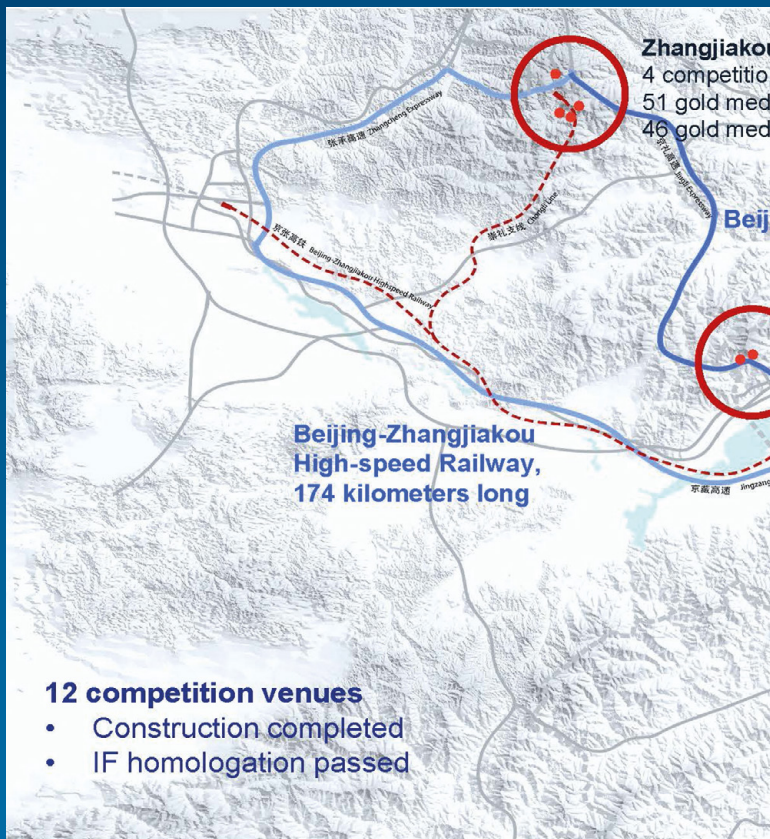 Zhangjiakou
4 competitio
51 gold med
46 gold med
张承高速 Zhangcheng Expressway
京礼高速 Jingli Expressway
Beij
京张高铁 Beijing-Zhangjiakou Highspeed Railway
崇礼支线 Chongli Line
Beijing-Zhangjiakou
High-speed Railway,
174 kilometers long
京藏高速 Jingzang
12 competition venues
• Construction completed
• IF homologation passed